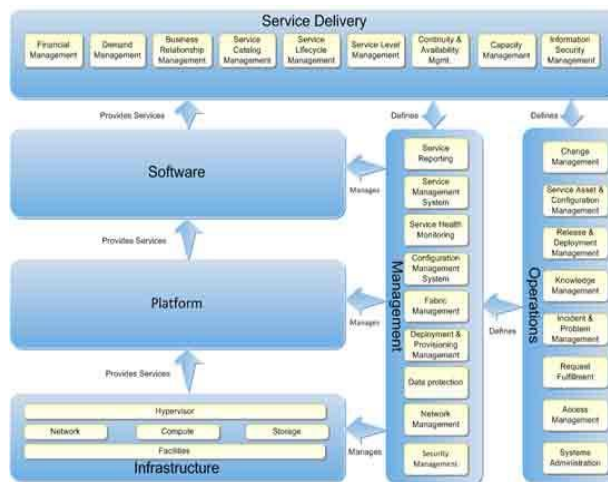 Service Delivery
Financial
Management
Demand
Management
Business
Relationship
Management
Service
Catalog
Management
Service
Lifecycle
Management
Service Level
Management
Continuity &
Availability
Mgmt.
Capacity
Management
Information
Security
Management
Provides Services
Defines
Defines
Software
Manages
Provides Services
Platform
Manages
Provides Services
Hypervisor
Network
Compute
Storage
Facilities
Infrastructure
Manages
Management
Service
Reporting
Service
Management
System
Service Health
Monitoring
Configuration
Management
System
Fabric
Management
Deployment &
Provisioning
Management
Data protection
Network
Management
Security
Management
Defines
Operations
Change
Management
Service Asset &
Configuration
Management
Release &
Deployment
Management
Knowledge
Management
Incident &
Problem
Management
Request
Fulfillment
Access
Management
Systems
Administration